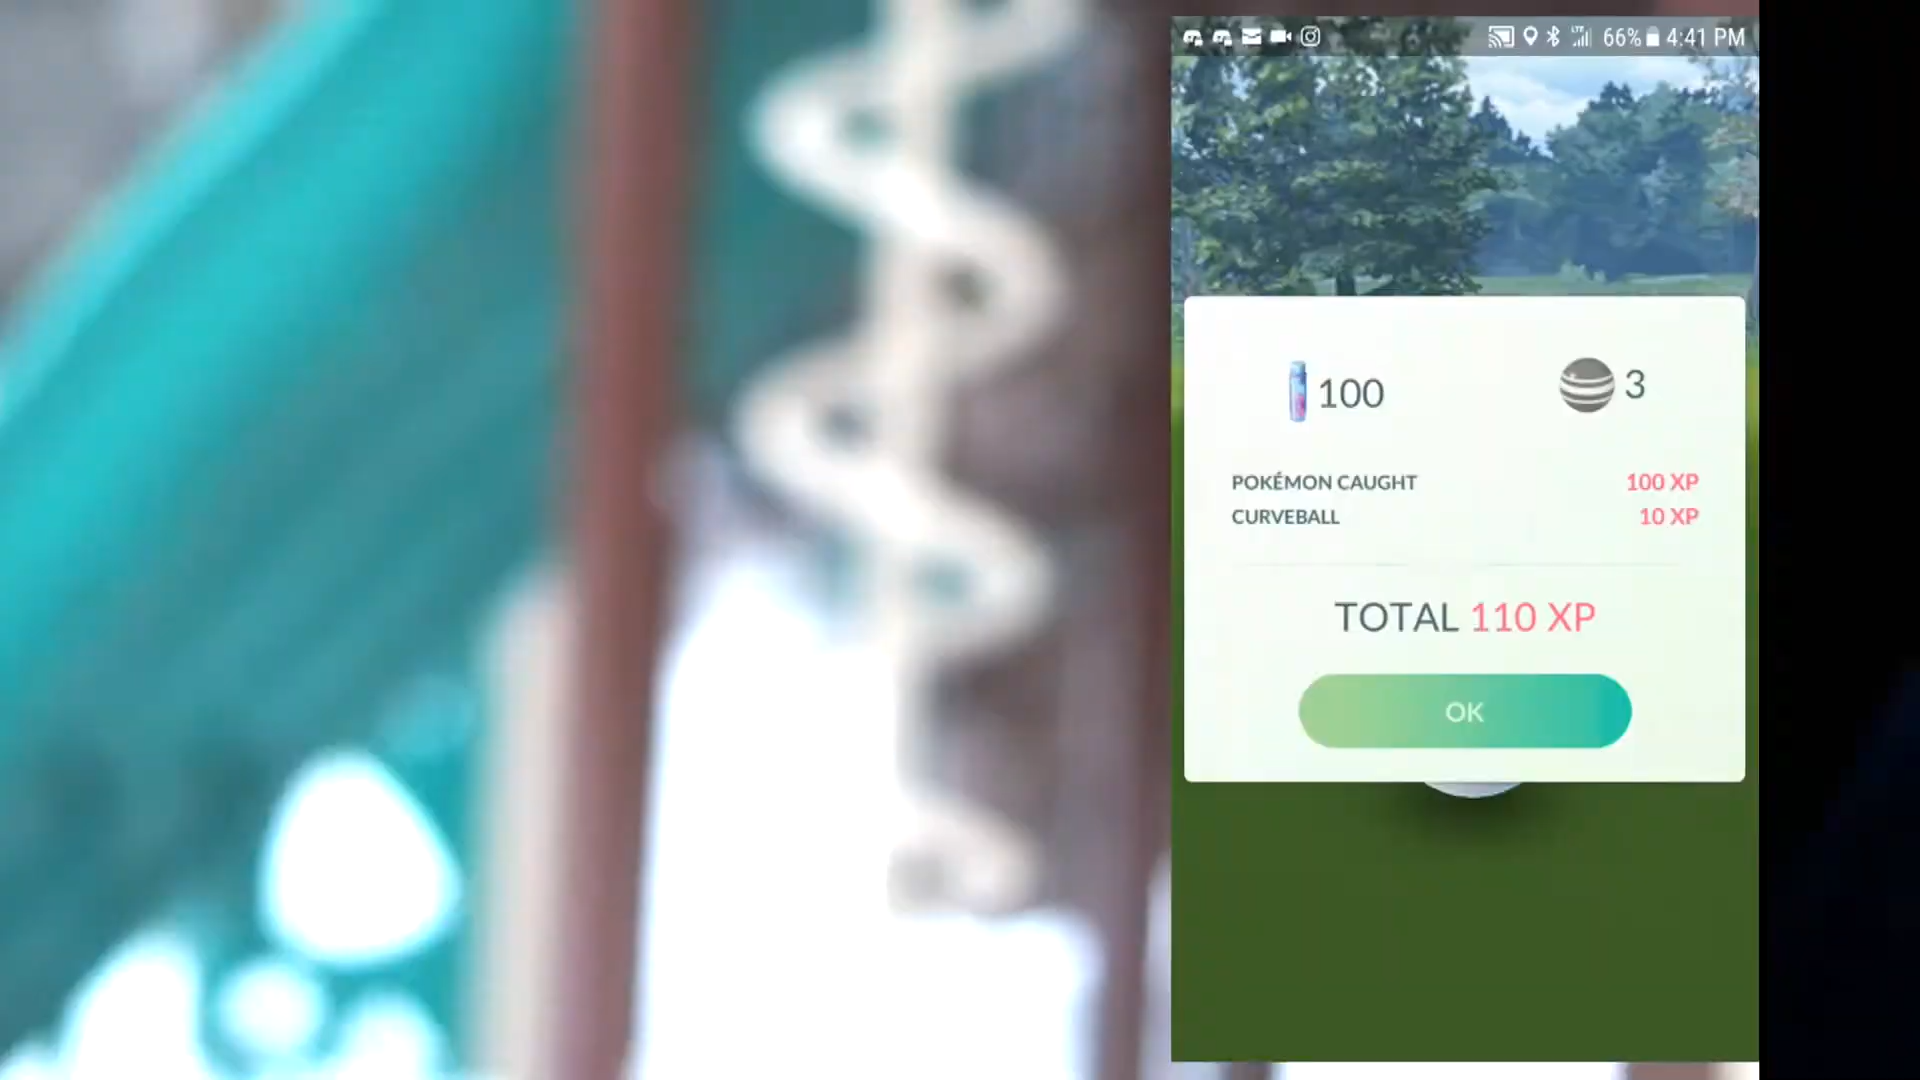 66% 4:41 PM
100 3
POKÉMON CAUGHT 100 XP
CURVEBALL 10 XP
TOTAL 110 XP
OK